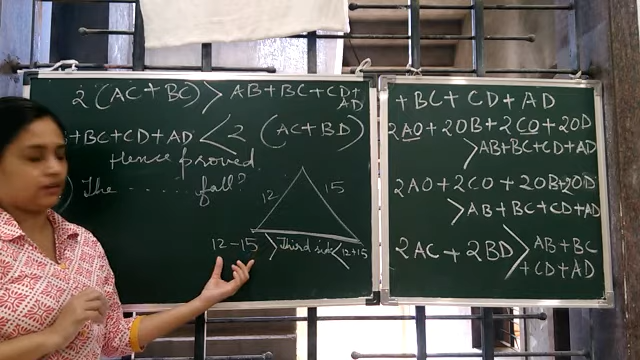 2 (AC + BC) > AB + BC + CD +
AD
+ BC + CD + AD < 2 (AC + BD)
Hence proved.
) The ...... fall?
12 15
12 - 15 > Third side < 12 + 15
+ BC + CD + AD
2AO + 2OB + 2CO + 2OD
> AB + BC + CD + AD
2AO + 2CO + 2OB + 2OD
> AB + BC + CD + AD
2AC + 2BD > AB + BC
+ CD + AD